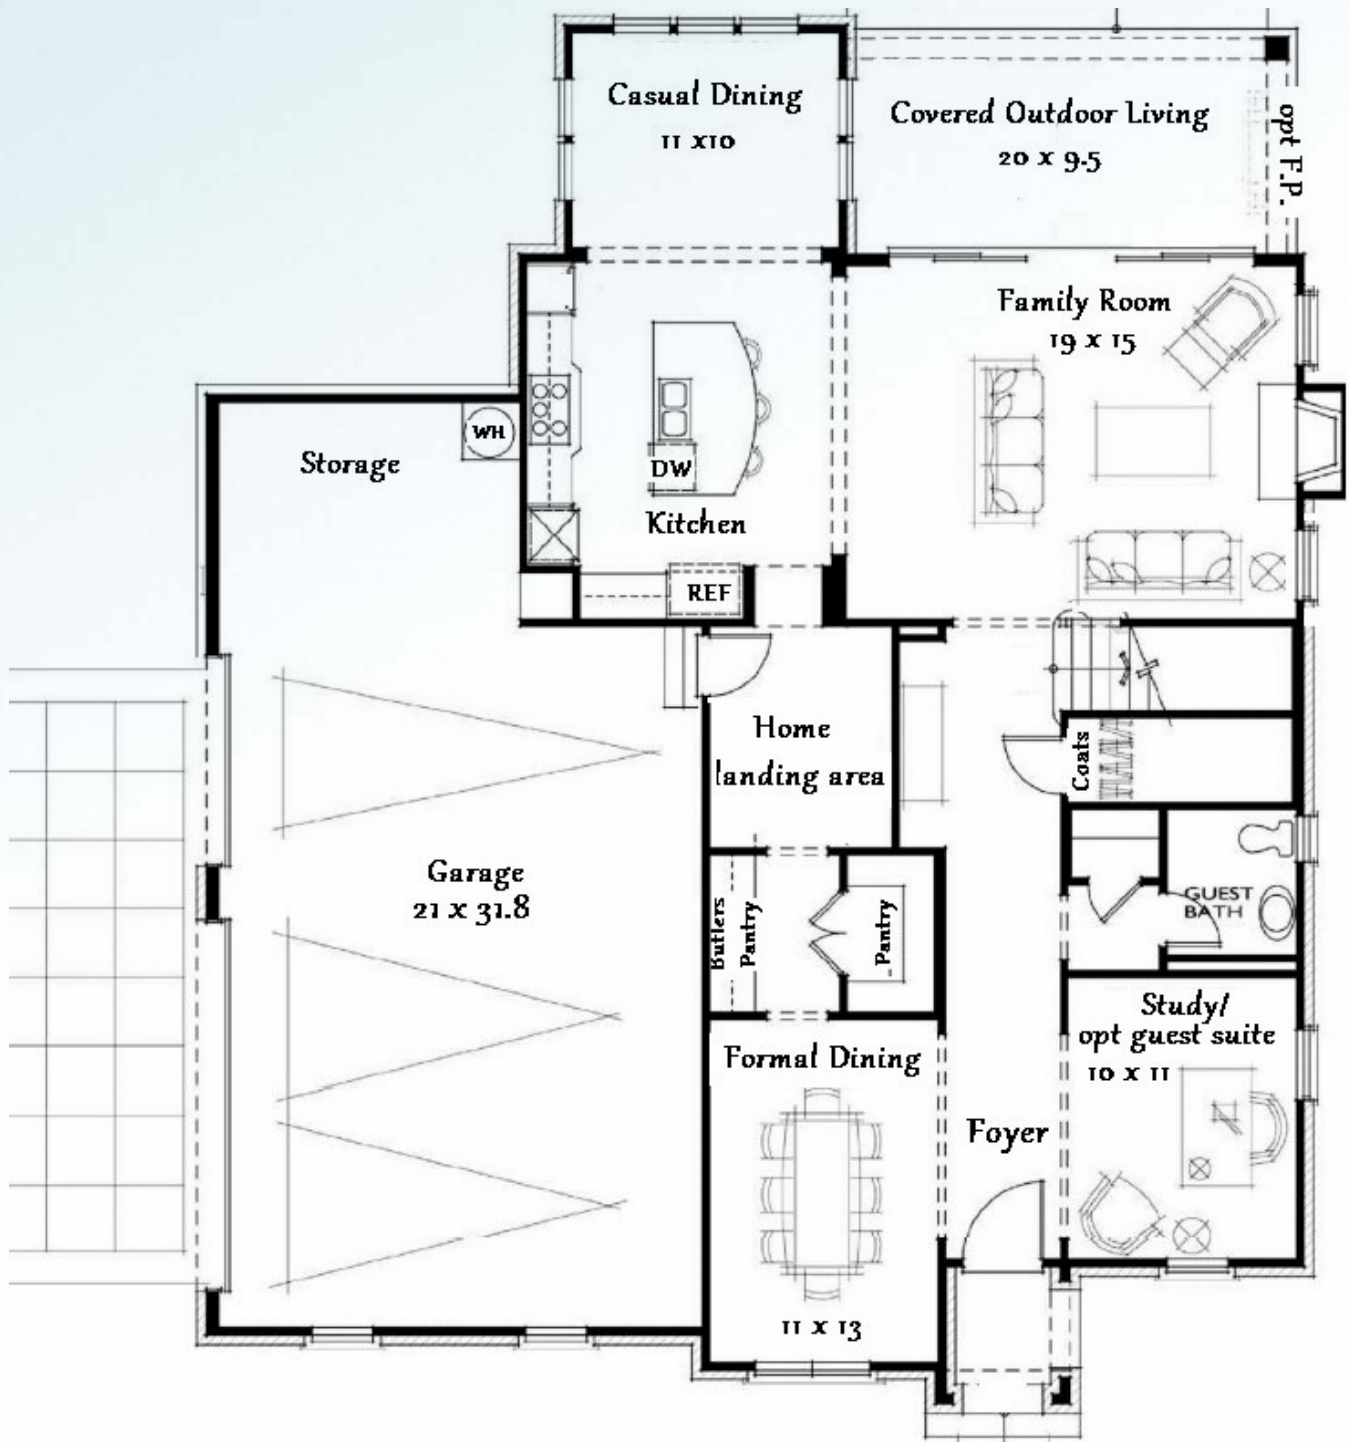 Casual Dining
11 x10
Covered Outdoor Living
20 x 9.5
opt F.P.
Family Room
19 x 15
WH
Storage
DW
Kitchen
REF
Home
landing area
Coats
Garage
21 x 31.8
Butlers
Pantry
Pantry
GUEST
BATH
Study/
opt guest suite
10 x 11
Formal Dining
Foyer
11 x 13